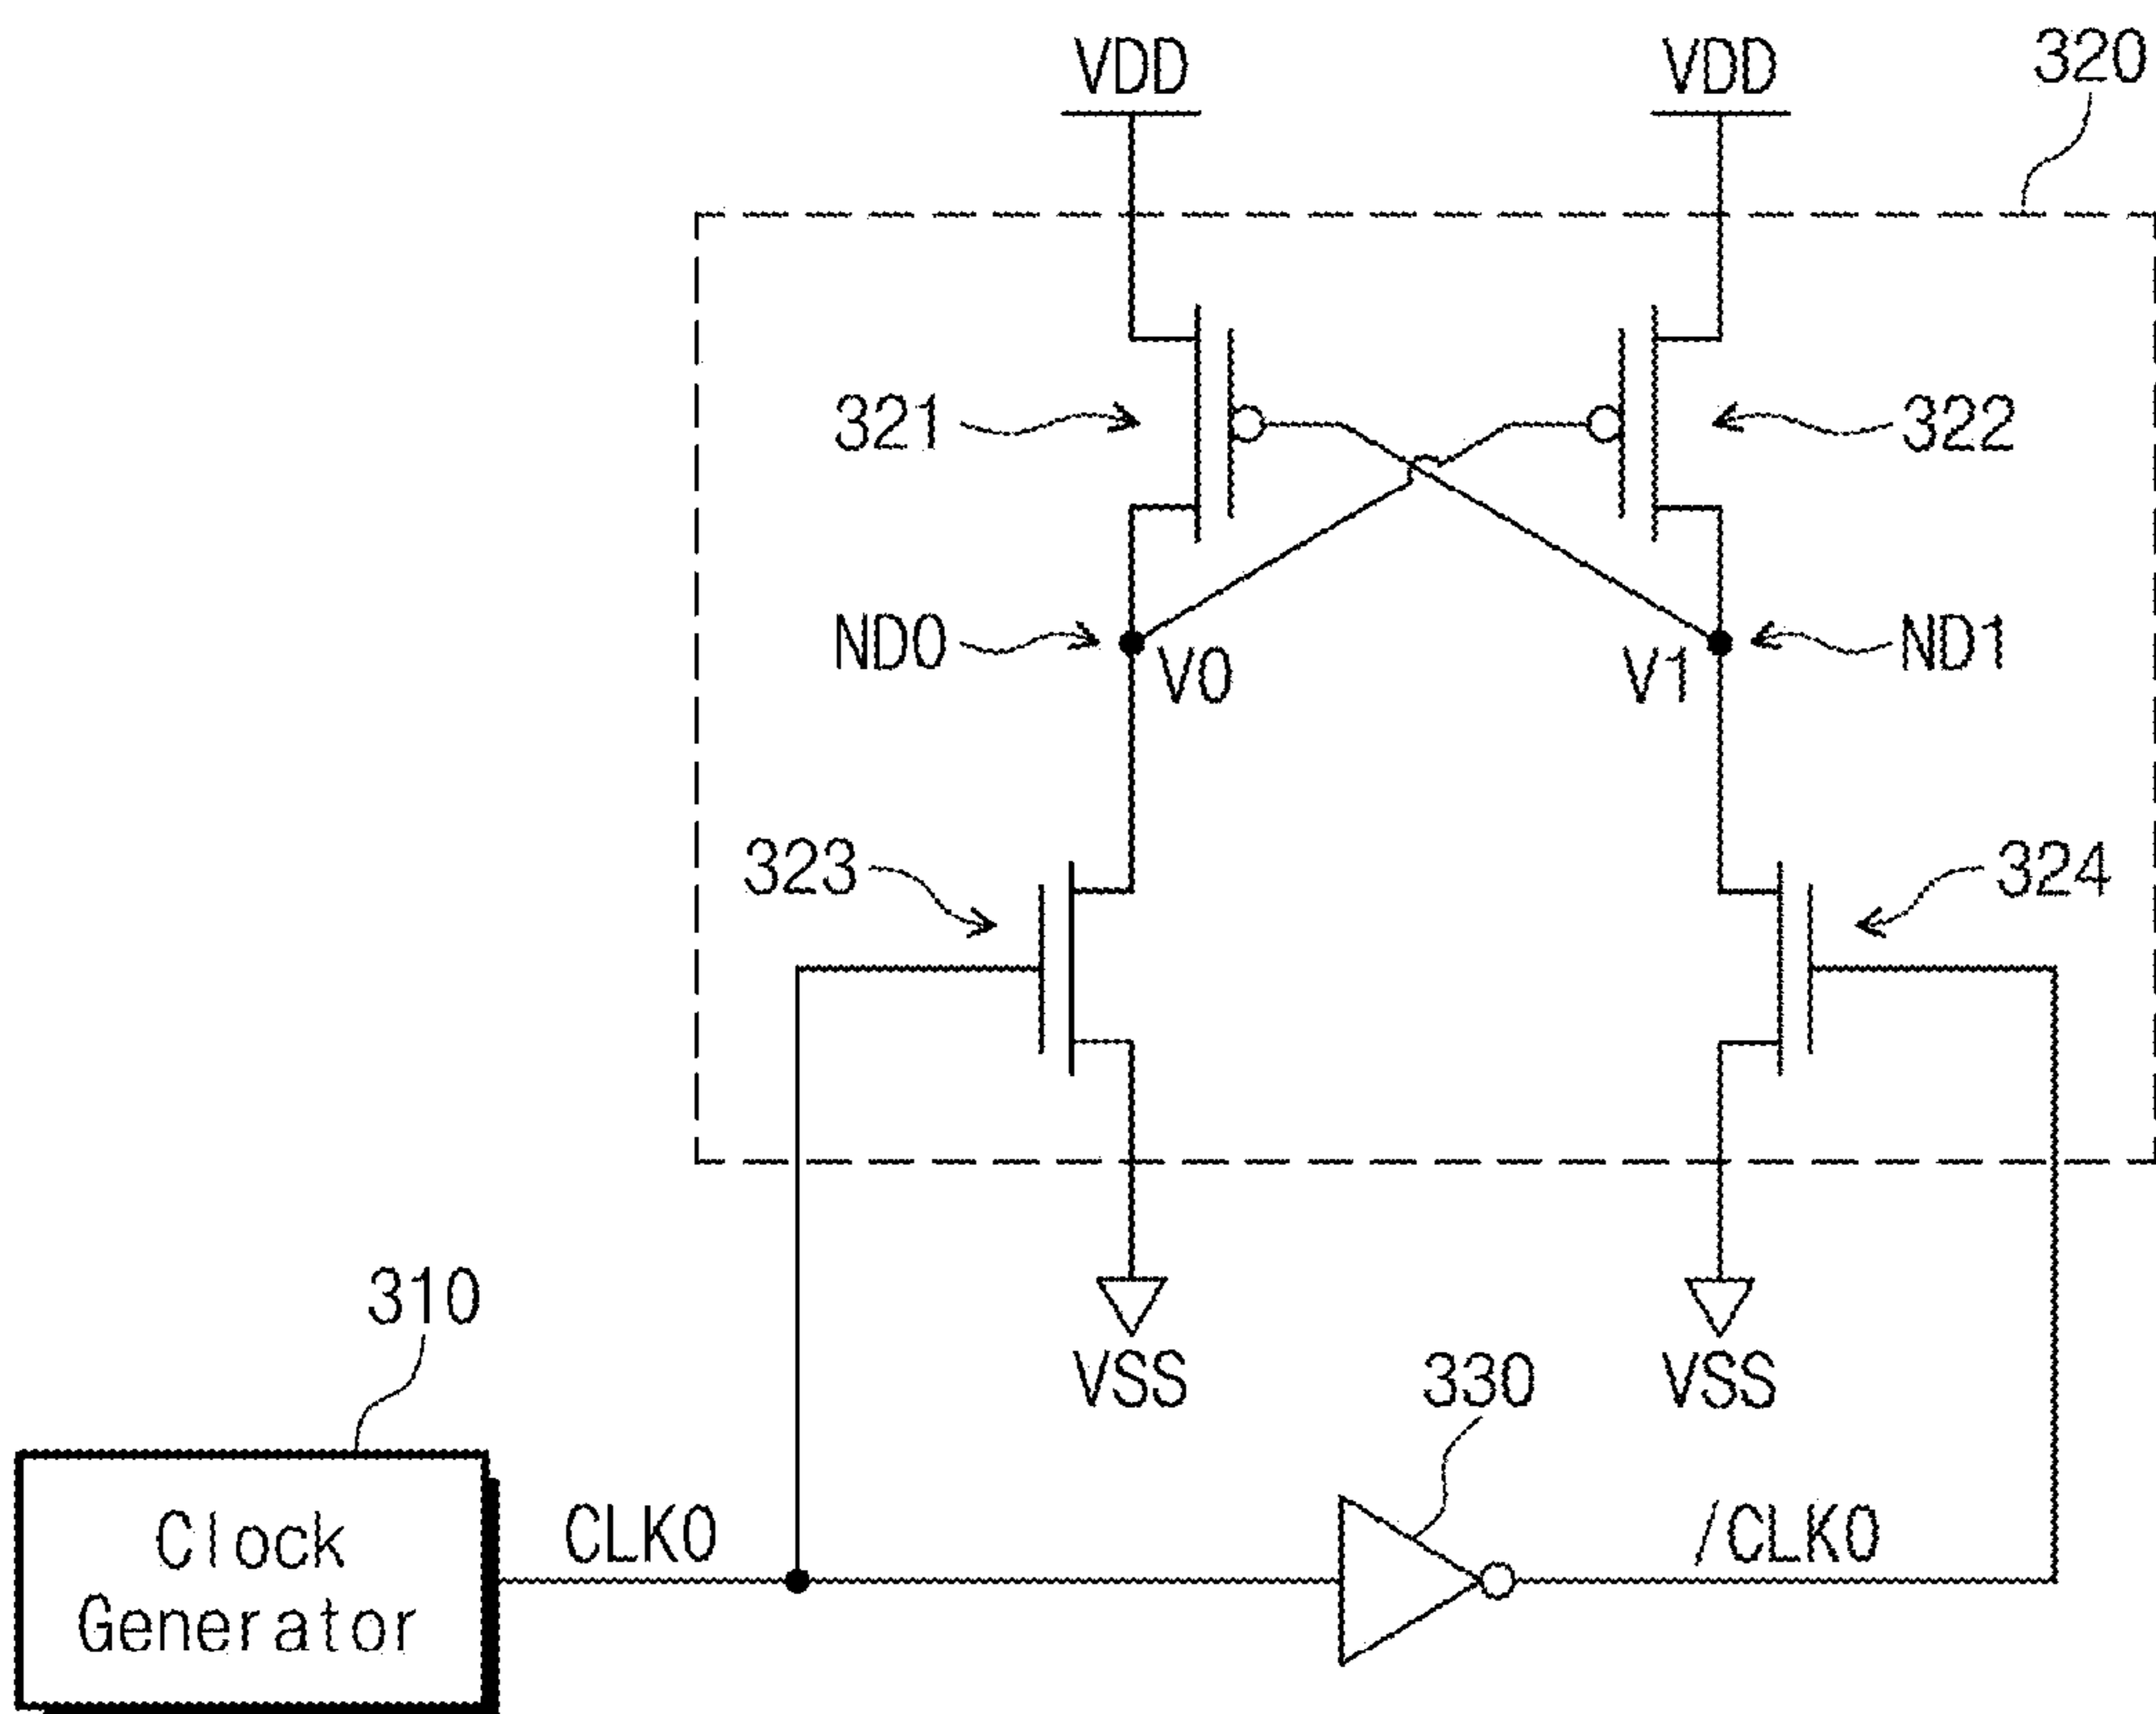 VDD
VDD
320
321
322
ND0
V0
V1
ND1
323
324
310
VSS
330
VSS
Clock
Generator
CLK0
/CLK0